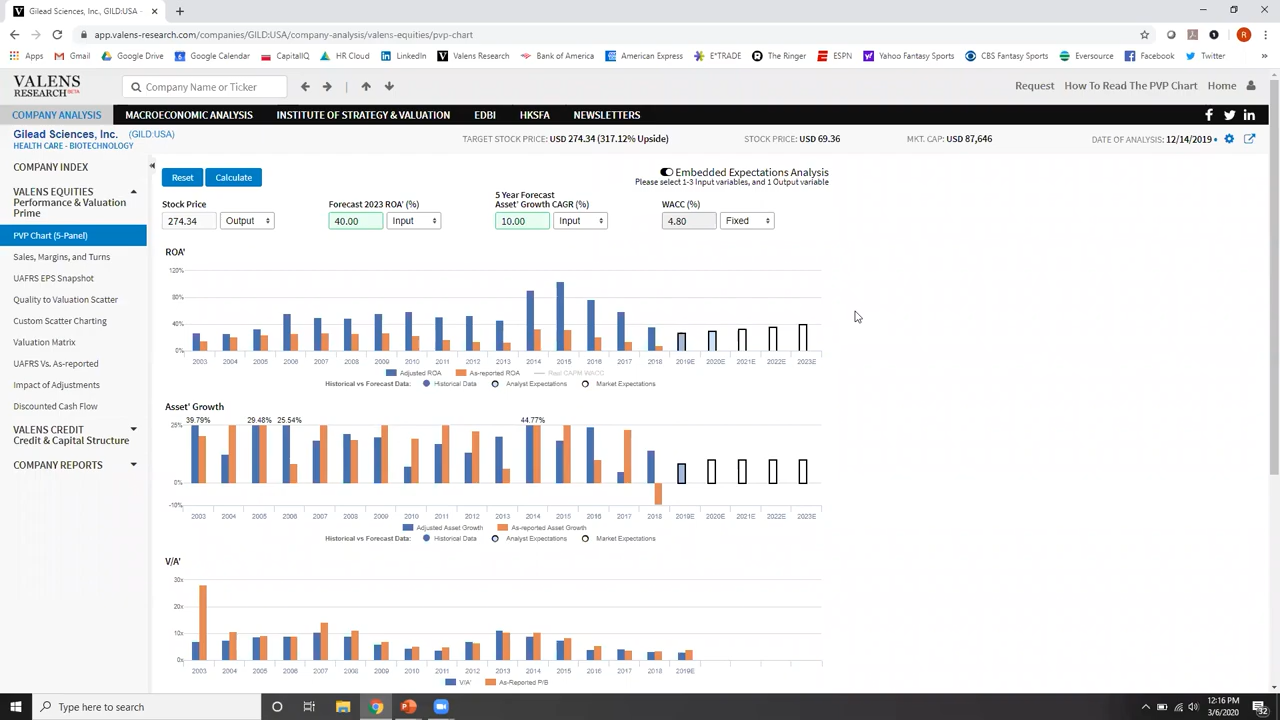 Gilead Sciences, Inc, GILD:USA
app.valens-research.com/companies/GILD:USA/company-analysis/valens-equities/pvp-chart
Apps Gmail Google Drive Google Calendar CapitalIQ HR Cloud LinkedIn Valens Research Bank of America American Express E*TRADE The Ringer ESPN Yahoo Fantasy Sports CBS Fantasy Sports Eversource Facebook Twitter »
VALENS
RESEARCH BETA
Company Name or Ticker
Request How To Read The PVP Chart Home
COMPANY ANALYSIS MACROECONOMIC ANALYSIS INSTITUTE OF STRATEGY & VALUATION EDBI HKSFA NEWSLETTERS
Gilead Sciences, Inc. (GILD:USA)
HEALTH CARE - BIOTECHNOLOGY
TARGET STOCK PRICE: USD 274.34 (317.12% Upside) STOCK PRICE: USD 69.36 MKT. CAP: USD 87,646 DATE OF ANALYSIS: 12/14/2019
COMPANY INDEX
VALENS EQUITIES
Performance & Valuation
Prime
PVP Chart (5-Panel)
Sales, Margins, and Turns
UAFRS EPS Snapshot
Quality to Valuation Scatter
Custom Scatter Charting
Valuation Matrix
UAFRS Vs. As-reported
Impact of Adjustments
Discounted Cash Flow
VALENS CREDIT
Credit & Capital Structure
COMPANY REPORTS
Reset Calculate
Embedded Expectations Analysis
Please select 1-3 Input variables, and 1 Output variable
Stock Price
274.34 Output
Forecast 2023 ROA' (%)
40.00 Input
5 Year Forecast
Asset' Growth CAGR (%)
10.00 Input
WACC (%)
4.80 Fixed
ROA'
120%
80%
40%
0%
2003 2004 2005 2006 2007 2008 2009 2010 2011 2012 2013 2014 2015 2016 2017 2018 2019E 2020E 2021E 2022E 2023E
Adjusted ROA As-reported ROA Real CAPM WACC
Historical vs Forecast Data: Historical Data Analyst Expectations Market Expectations
Asset' Growth
39.79% 29.48% 25.54% 44.77%
25%
0%
-10%
2003 2004 2005 2006 2007 2008 2009 2010 2011 2012 2013 2014 2015 2016 2017 2018 2019E 2020E 2021E 2022E 2023E
Adjusted Asset Growth As-reported Asset Growth
Historical vs Forecast Data: Historical Data Analyst Expectations Market Expectations
V/A'
30x
20x
10x
0x
2003 2004 2005 2006 2007 2008 2009 2010 2011 2012 2013 2014 2015 2016 2017 2018 2019E
V/A' As-Reported P/B
Type here to search
12:16 PM
3/6/2020
32